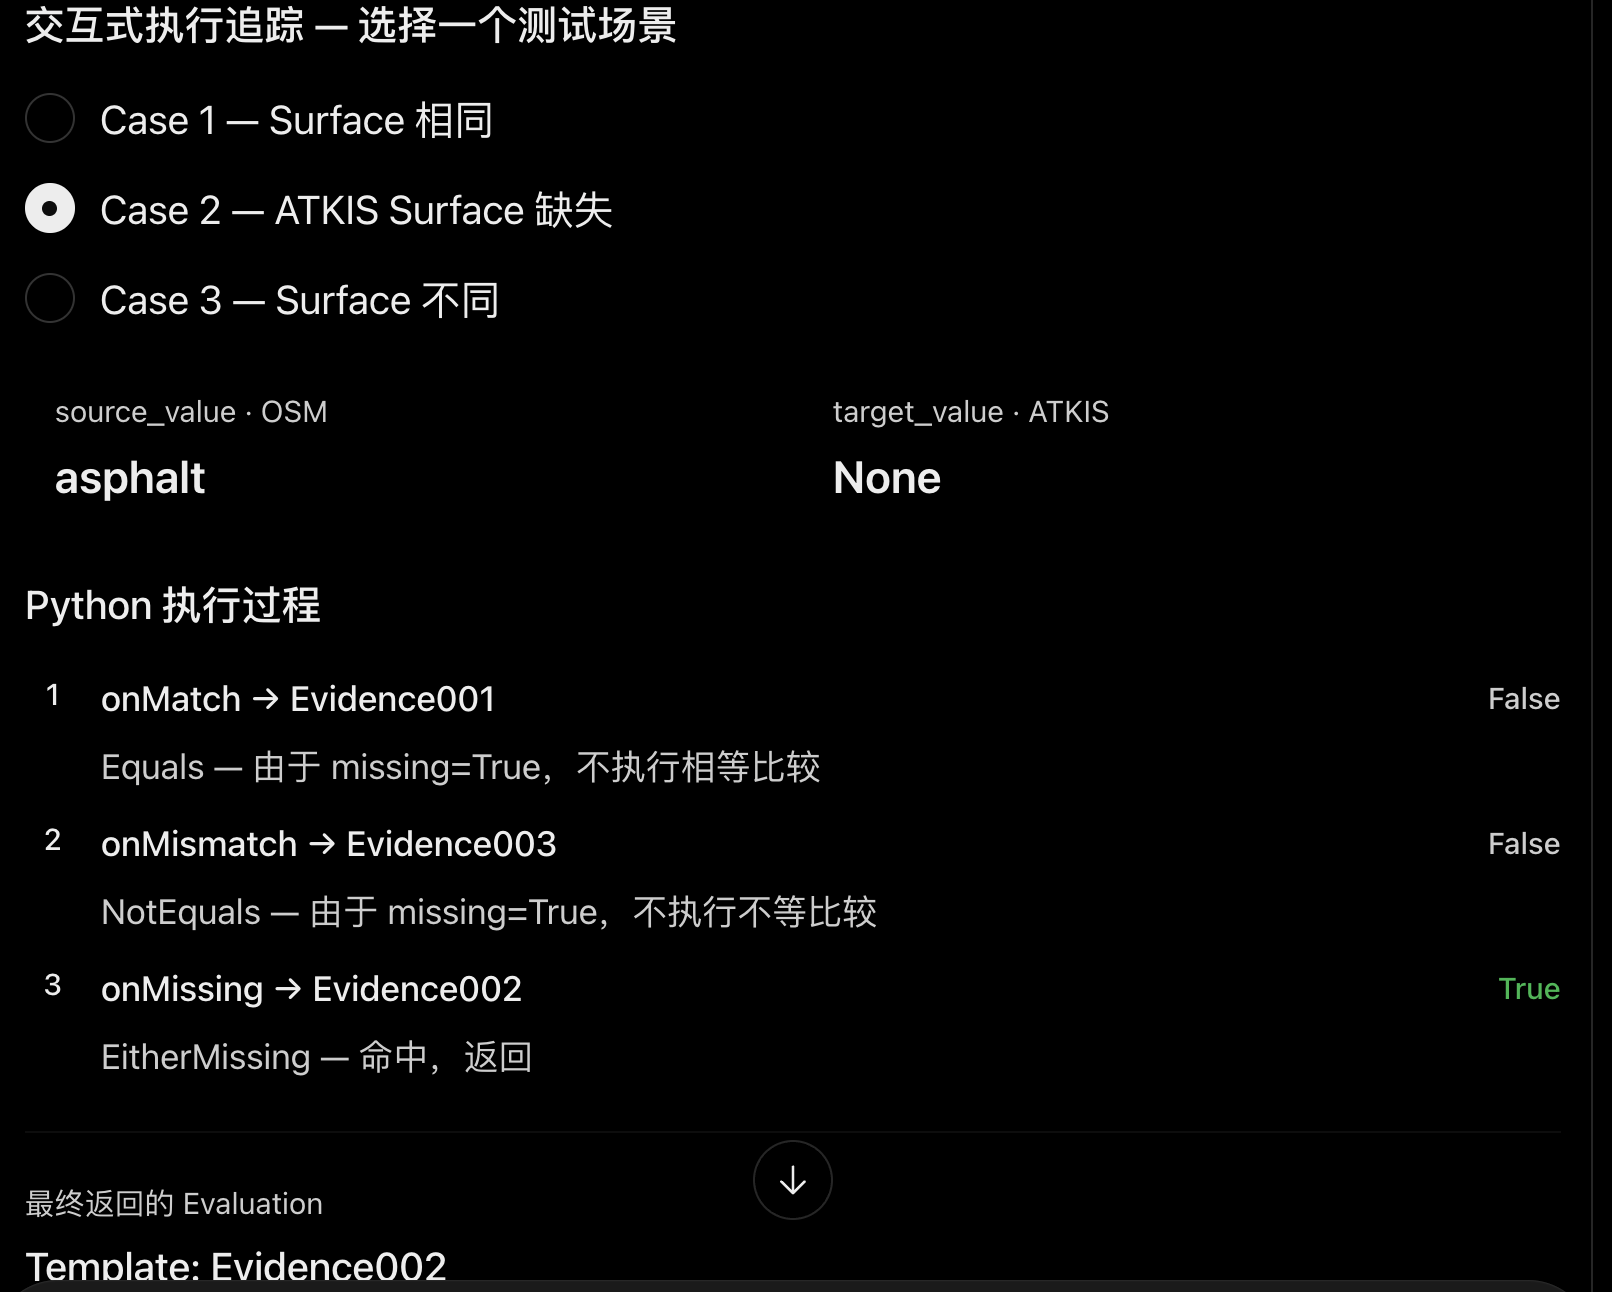 交互式执行追踪 — 选择一个测试场景
Case 1 — Surface 相同
Case 2 — ATKIS Surface 缺失
Case 3 — Surface 不同
source_value · OSM
target_value · ATKIS
asphalt
None
Python 执行过程
1 onMatch → Evidence001 False
Equals — 由于 missing=True，不执行相等比较
2 onMismatch → Evidence003 False
NotEquals — 由于 missing=True，不执行不等比较
3 onMissing → Evidence002 True
EitherMissing — 命中，返回
最终返回的 Evaluation
Template: Evidence002